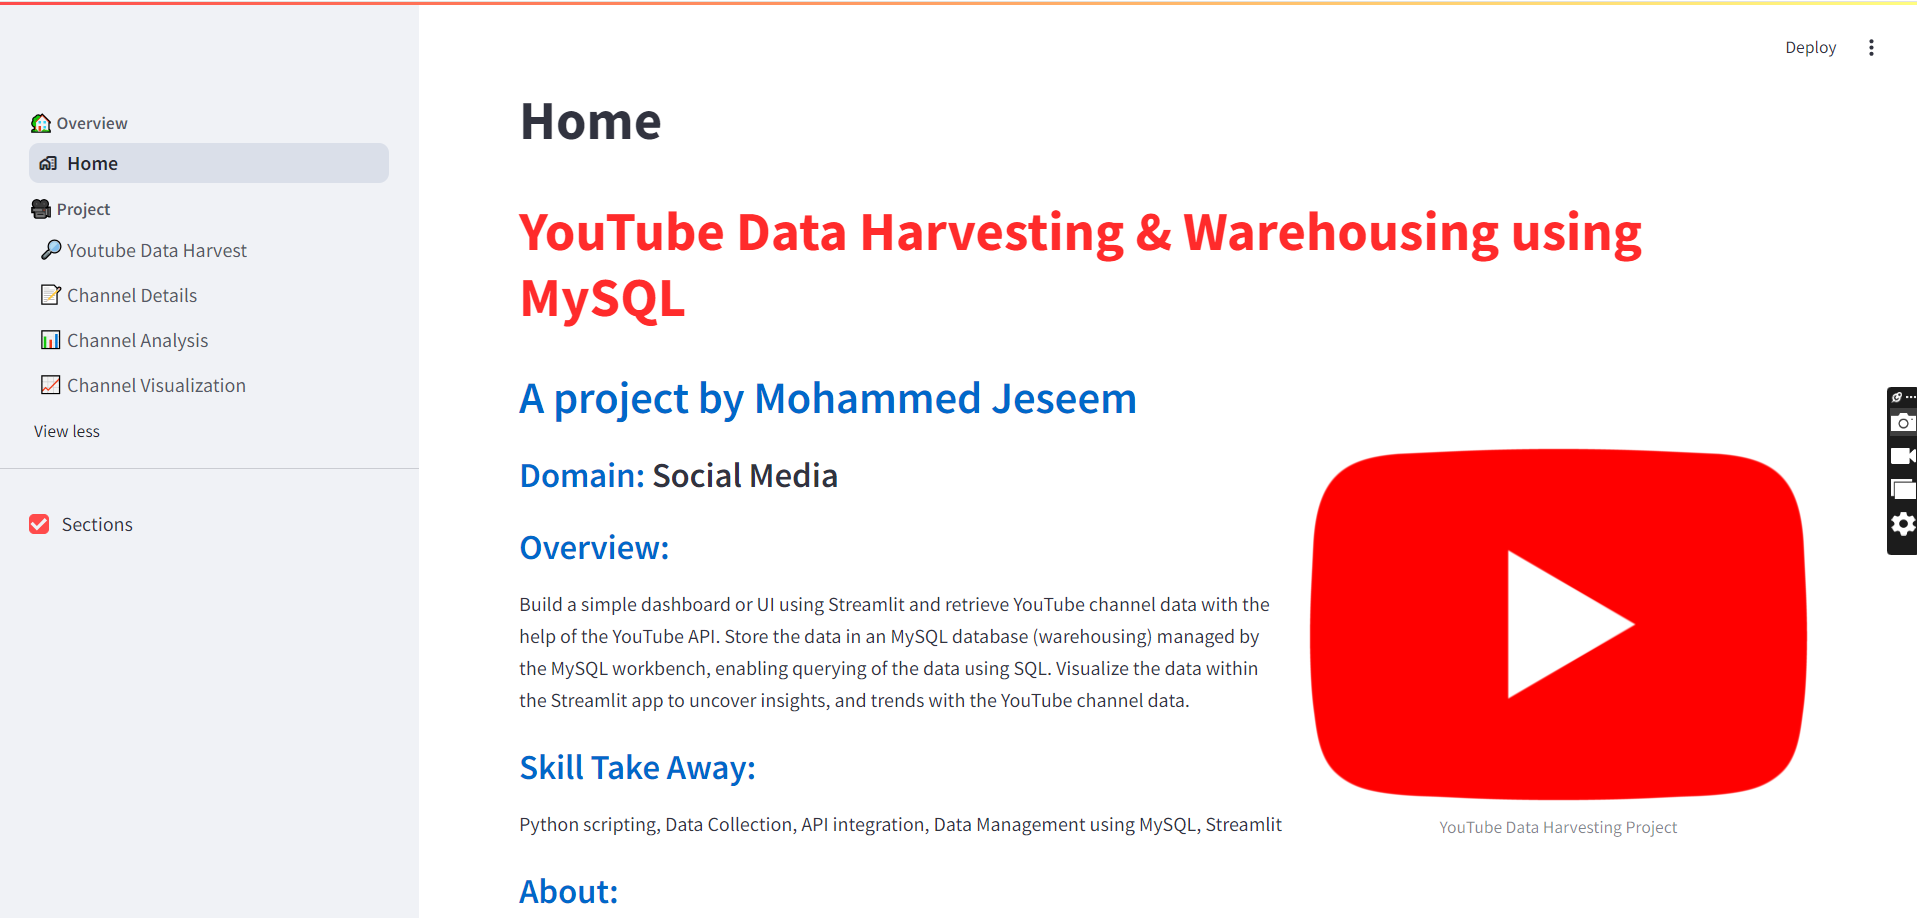 Deploy
Overview
Home
Project
Youtube Data Harvest
Channel Details
Channel Analysis
Channel Visualization
View less
Sections
Home
YouTube Data Harvesting & Warehousing using
MySQL
A project by Mohammed Jeseem
Domain: Social Media
Overview:
Build a simple dashboard or UI using Streamlit and retrieve YouTube channel data with the
help of the YouTube API. Store the data in an MySQL database (warehousing) managed by
the MySQL workbench, enabling querying of the data using SQL. Visualize the data within
the Streamlit app to uncover insights, and trends with the YouTube channel data.
Skill Take Away:
Python scripting, Data Collection, API integration, Data Management using MySQL, Streamlit
About:
YouTube Data Harvesting Project